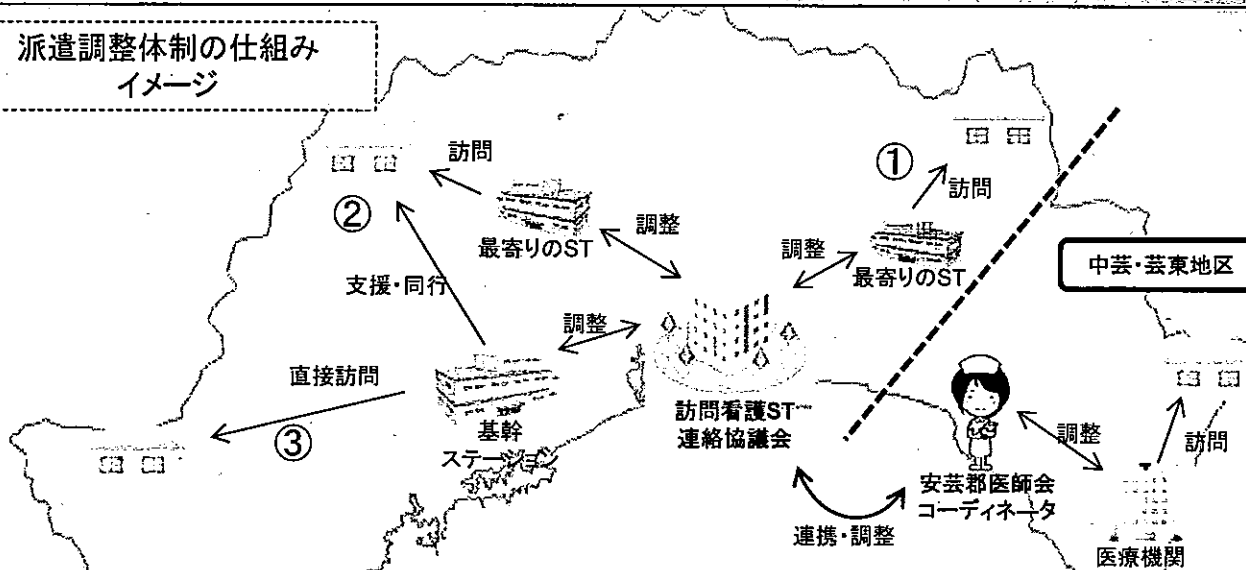 派遣調整体制の仕組み
イメージ
訪問
①
訪問
②
最寄りのST
調整
調整
最寄りのST
中芸・芸東地区
支援・同行
調整
直接訪問
③
基幹
ステーショ
訪問看護ST
連絡協議会
調整
訪問
安芸郡医師会
コーディネータ
連携・調整
医療機関